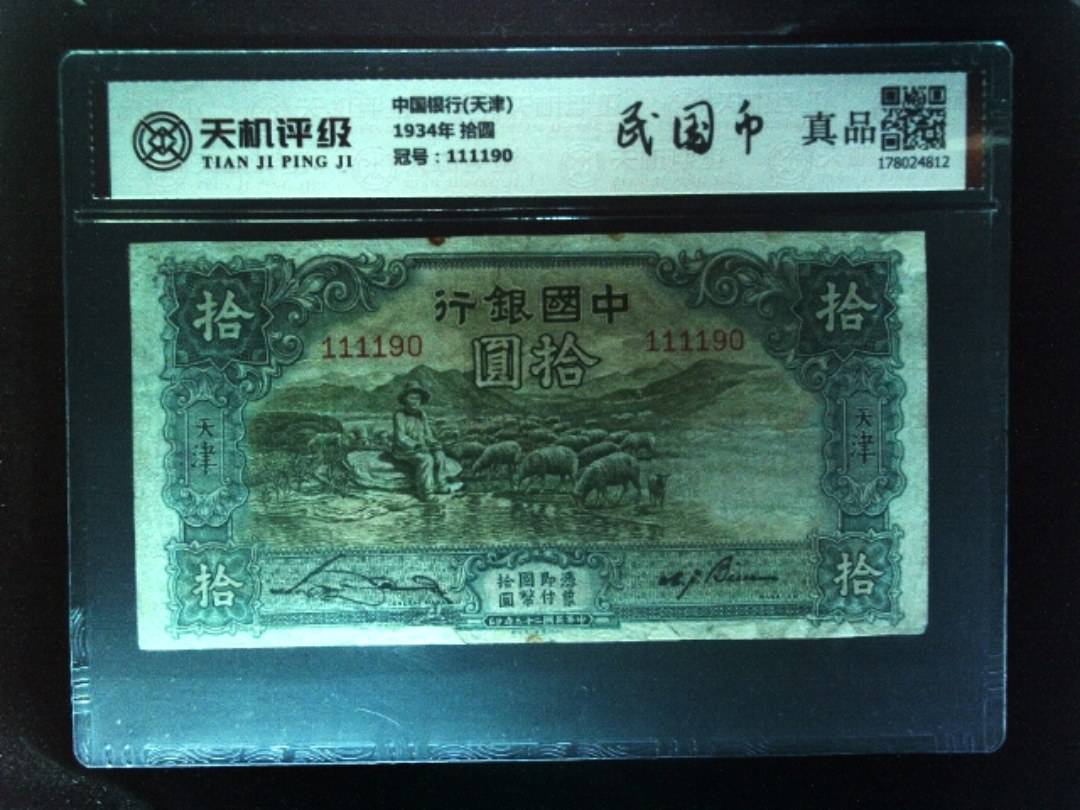 天机评级
TIAN JI PING JI
中国银行(天津)
1934年 拾圆
冠号：111190
民国币
真品
178024812
行銀國中
拾
拾
111190
111190
圓拾
天津
天津
拾
拾
憑票
即付
國幣
拾圓